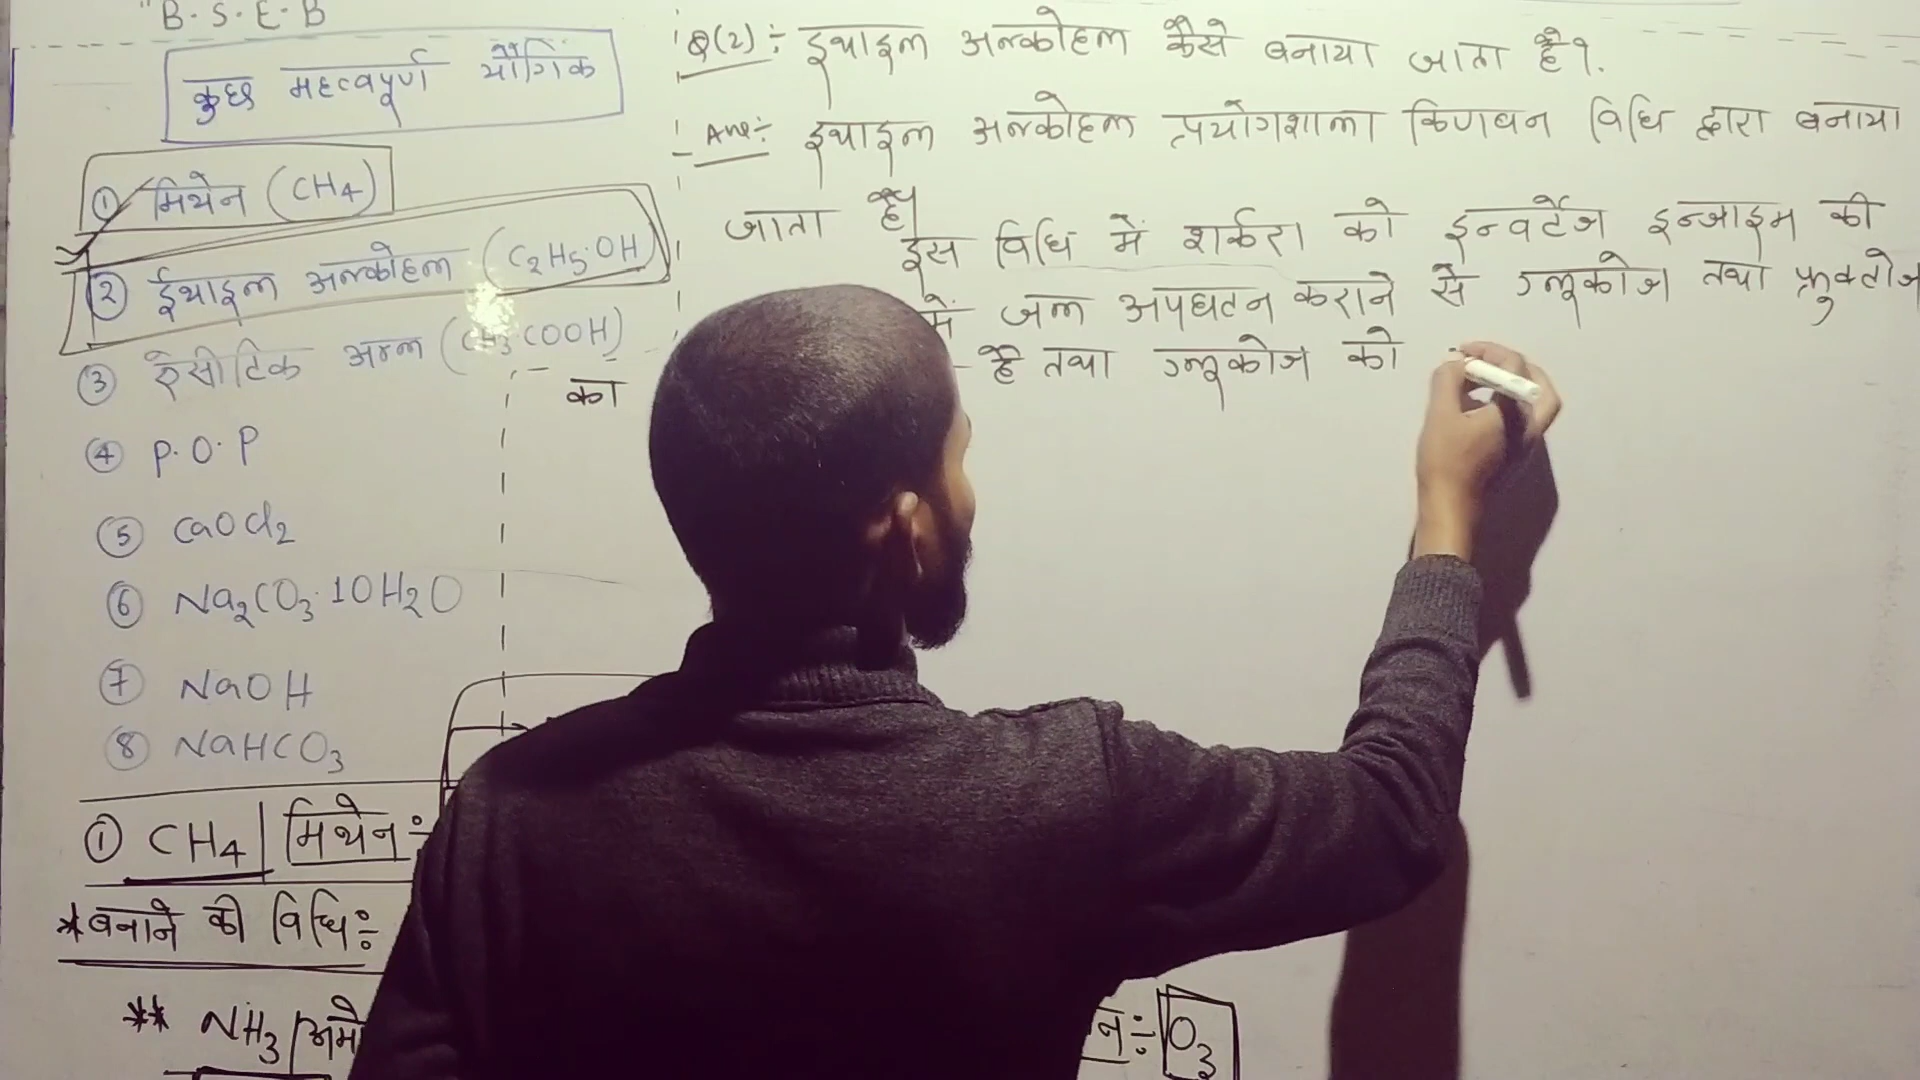 B.S.E.B
कुछ महत्वपूर्ण यौगिक
① मिथेन (CH4)
② ईथाइल अल्कोहल (C2H5OH)
③ ऐसीटिक अम्ल (CH3COOH)
④ P.O.P
⑤ CaOCl2
⑥ Na2CO3.10H2O
⑦ NaOH
⑧ NaHCO3
① CH4 | मिथेन÷
*बनाने की विधि÷
** NH3
Q(2)÷ इथाइल अल्कोहल कैसे बनाया जाता है?.
Ans÷ इथाइल अल्कोहल प्रयोगशाला किण्वन विधि द्वारा बनाया
जाता है।
इस विधि में शर्करा को इन्वर्टेज इन्जाइम की
में जल अपघटन कराने से ग्लूकोज तथा फ्रुक्टोज
का है तथा ग्लूकोज को
O3